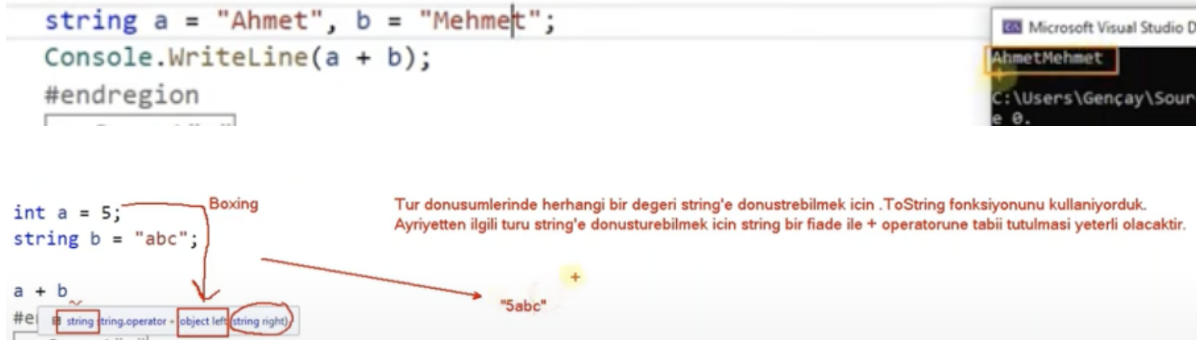 string a = "Ahmet", b = "Mehmet";
Console.WriteLine(a + b);
#endregion
Microsoft Visual Studio D
AhmetMehmet
C:\Users\Gençay\Sour
e 0.
int a = 5;
string b = "abc";
Boxing
Tur donusumlerinde herhangi bir degeri string'e donustrebilmek icin .ToString fonksiyonunu kullaniyorduk.
Ayriyetten ilgili turu string'e donusturebilmek icin string bir fiade ile + operatorune tabii tutulmasi yeterli olacaktir.
a + b
"5abc"
#e
string string.operator + (object left, string right)